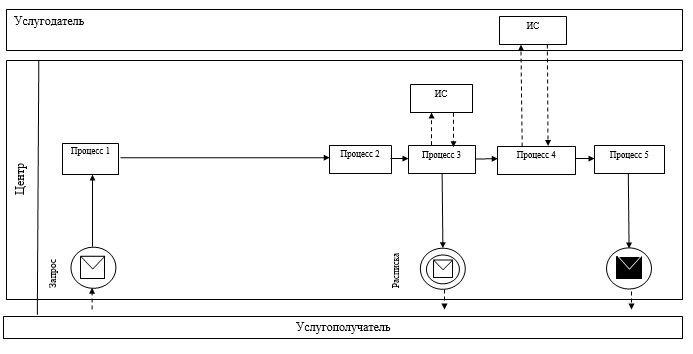 Услугодатель
ИС
Центр
ИС
Процесс 1
Процесс 2
Процесс 3
Процесс 4
Процесс 5
Запрос
Расписка
Услугополучатель